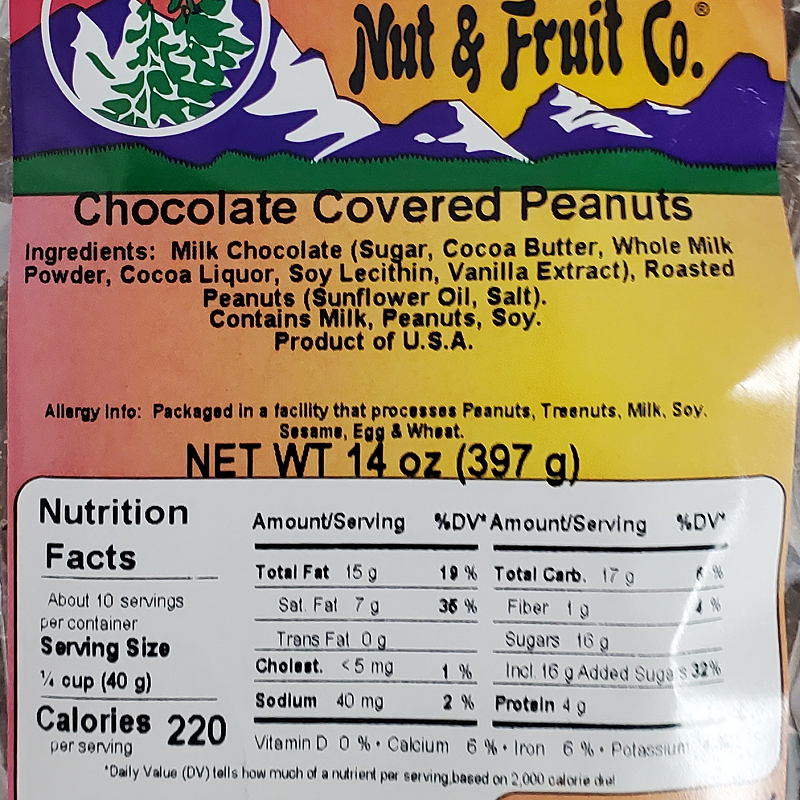 Nut & Fruit Co.®
Chocolate Covered Peanuts
Ingredients: Milk Chocolate (Sugar, Cocoa Butter, Whole Milk
Powder, Cocoa Liquor, Soy Lecithin, Vanilla Extract), Roasted
Peanuts (Sunflower Oil, Salt).
Contains Milk, Peanuts, Soy.
Product of U.S.A.
Allergy Info: Packaged in a facility that processes Peanuts, Treenuts, Milk, Soy.
Sesame, Egg & Wheat.
NET WT 14 oz (397 g)
Nutrition
Facts
About 10 servings
per container
Serving Size
¼ cup (40 g)
Calories 220
per serving
Amount/Serving %DV*
Total Fat 15 g 19 %
Sat. Fat 7 g 36 %
Trans Fat 0 g
Cholest. <5 mg 1 %
Sodium 40 mg 2 %
Amount/Serving %DV*
Total Carb. 17 g 6 %
Fiber 1 g 4 %
Sugars 16 g
Incl. 16 g Added Sugars 32%
Protein 4 g
Vitamin D 0 % • Calcium 6 % • Iron 6 % • Potassium
*Daily Value (DV) tells how much of a nutrient per serving,based on 2,000 calorie diet